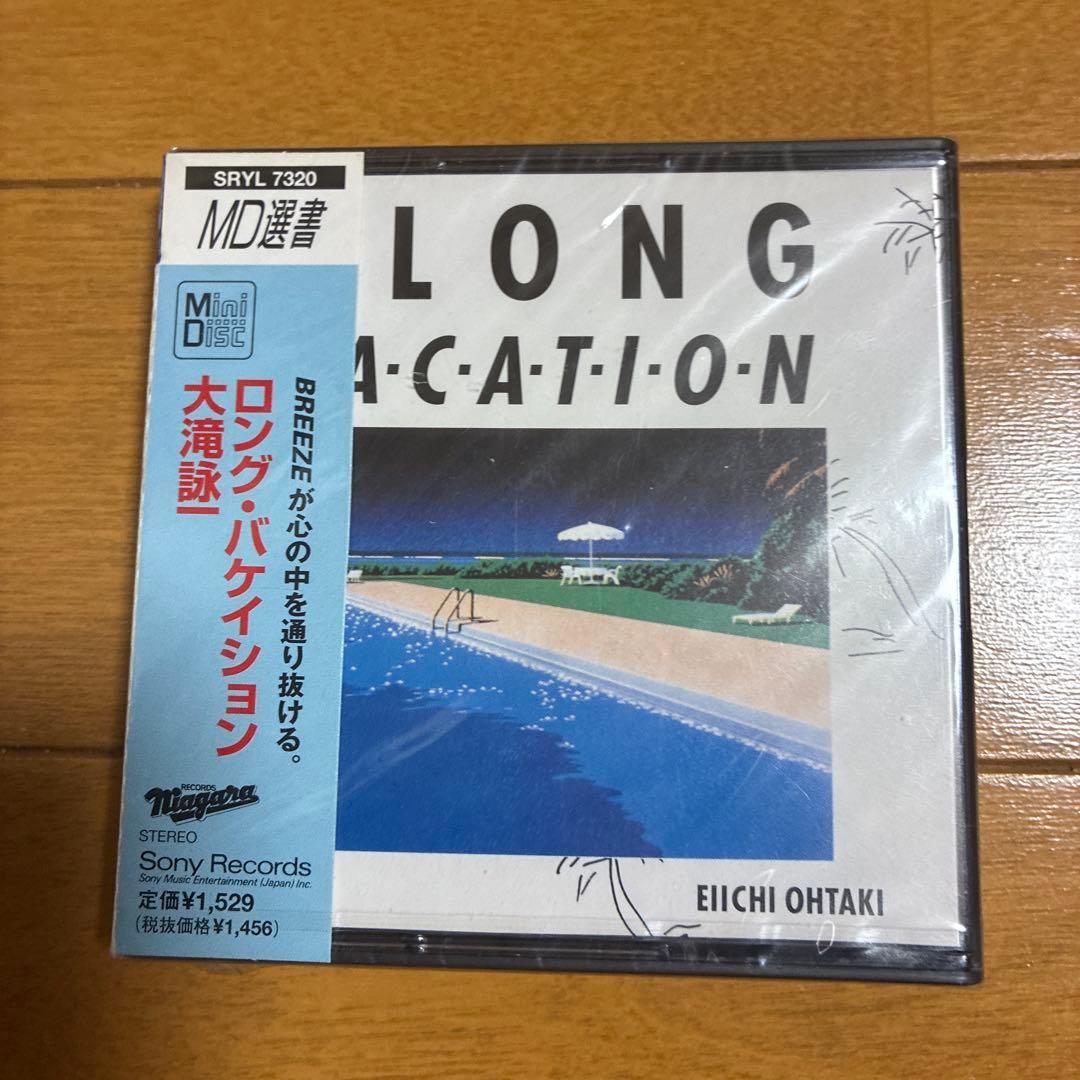 SRYL 7320
MD選書
Mini
Disc
BREEZEが心の中を通り抜ける。
ロング・バケイション
大滝詠一
RECORDS
Niagara
STEREO
Sony Records
Sony Music Entertainment (Japan) Inc.
定価¥1,529
(税抜価格¥1,456)
LONG
A·C·A·T·I·O·N
EIICHI OHTAKI